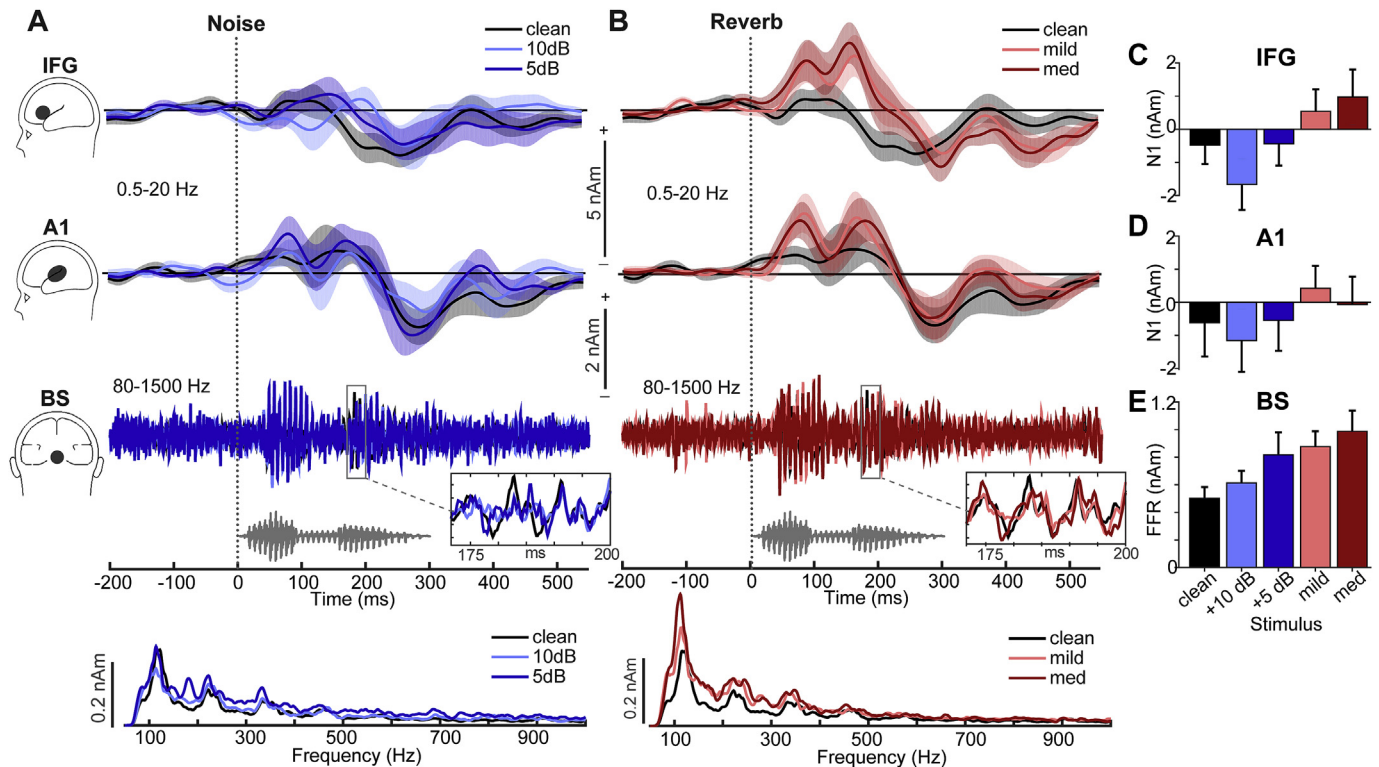 A
Noise
clean
10dB
5dB
IFG
0.5-20 Hz
A1
80-1500 Hz
BS
175 ms 200
-200 -100 0 100 200 300 400 500
Time (ms)
+
5 nAm
–
+
2 nAm
–
B
Reverb
clean
mild
med
0.5-20 Hz
80-1500 Hz
175 ms 200
-200 -100 0 100 200 300 400 500
Time (ms)
clean
10dB
5dB
0.2 nAm
100 300 500 700 900
Frequency (Hz)
clean
mild
med
0.2 nAm
100 300 500 700 900
Frequency (Hz)
C
IFG
2
0
-2
N1 (nAm)
D
A1
2
0
-2
N1 (nAm)
E
BS
1.2
0
FFR (nAm)
clean
+10 dB
+5 dB
mild
med
Stimulus